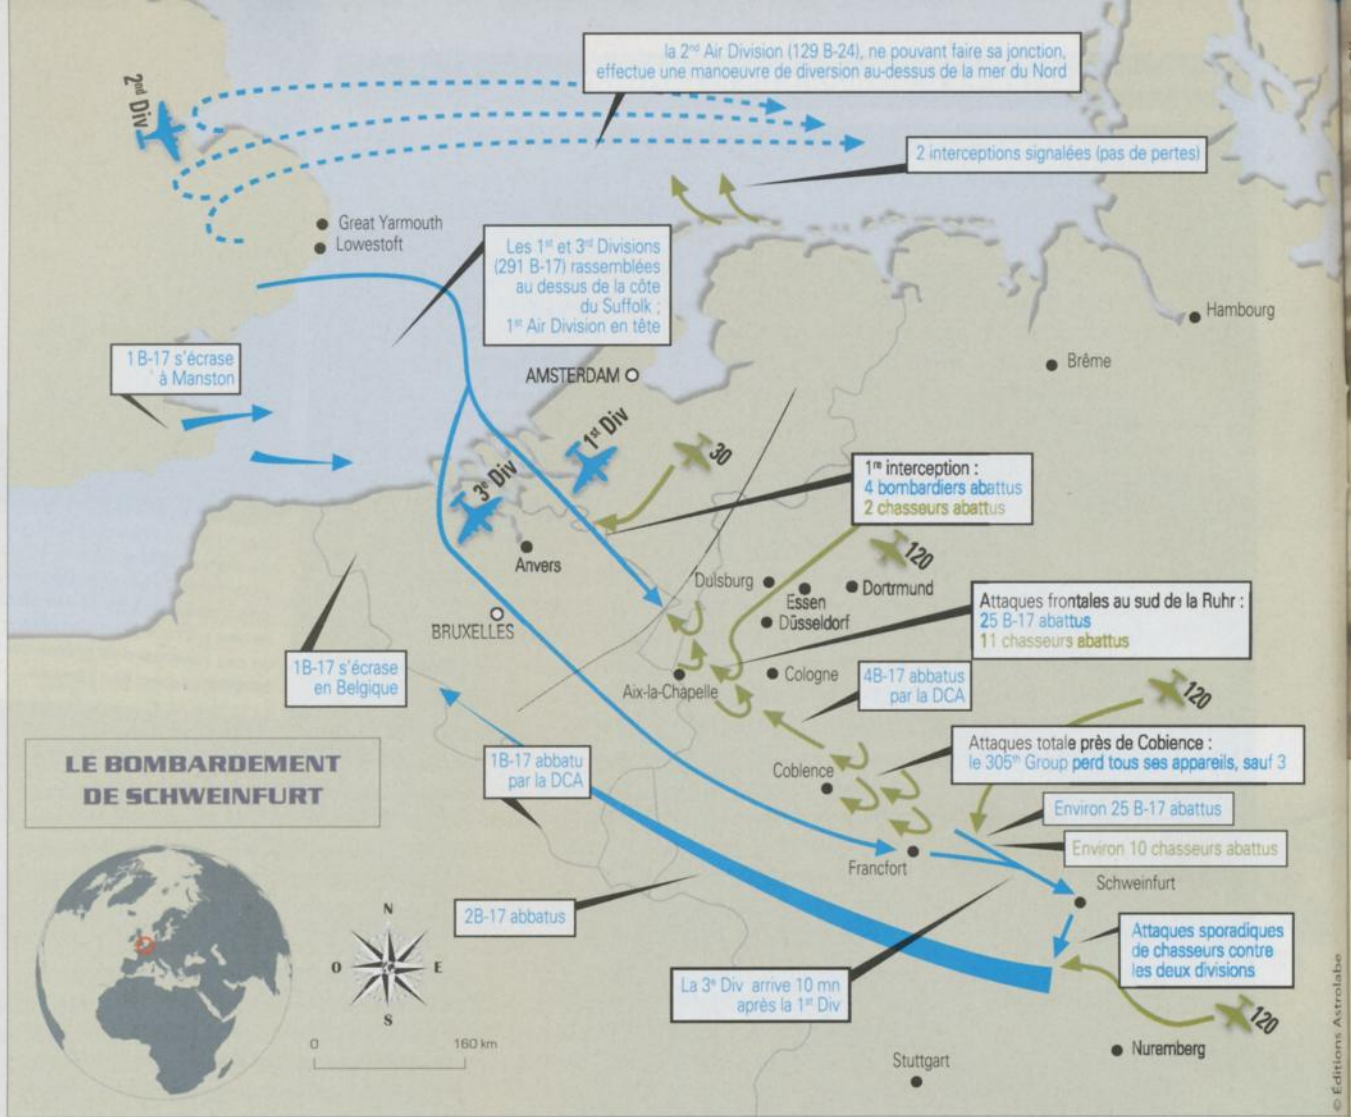 la 2nd Air Division (129 B-24), ne pouvant faire sa jonction,
effectue une manoeuvre de diversion au-dessus de la mer du Nord
2nd Div
2 interceptions signalées (pas de pertes)
Great Yarmouth
Lowestoft
Les 1st et 3rd Divisions
(291 B-17) rassemblées
au dessus de la côte
du Suffolk ;
1st Air Division en tête
Hambourg
1 B-17 s'écrase
à Manston
AMSTERDAM
Brême
1st Div
30
3e Div
1re interception :
4 bombardiers abattus
2 chasseurs abattus
120
Anvers
Dulsburg
Essen
Dortrmund
Düsseldorf
Attaques frontales au sud de la Ruhr :
25 B-17 abattus
11 chasseurs abattus
BRUXELLES
1B-17 s'écrase
en Belgique
Aix-la-Chapelle
Cologne
4B-17 abbatus
par la DCA
120
LE BOMBARDEMENT
DE SCHWEINFURT
1B-17 abbatu
par la DCA
Coblence
Attaques totale près de Cobience :
le 305th Group perd tous ses appareils, sauf 3
Environ 25 B-17 abattus
Environ 10 chasseurs abattus
Francfort
Schweinfurt
2B-17 abbatus
Attaques sporadiques
de chasseurs contre
les deux divisions
La 3e Div arrive 10 mn
après la 1st Div
120
N
O
E
S
0
160 km
Nuremberg
Stuttgart
© Éditions Astrolabe